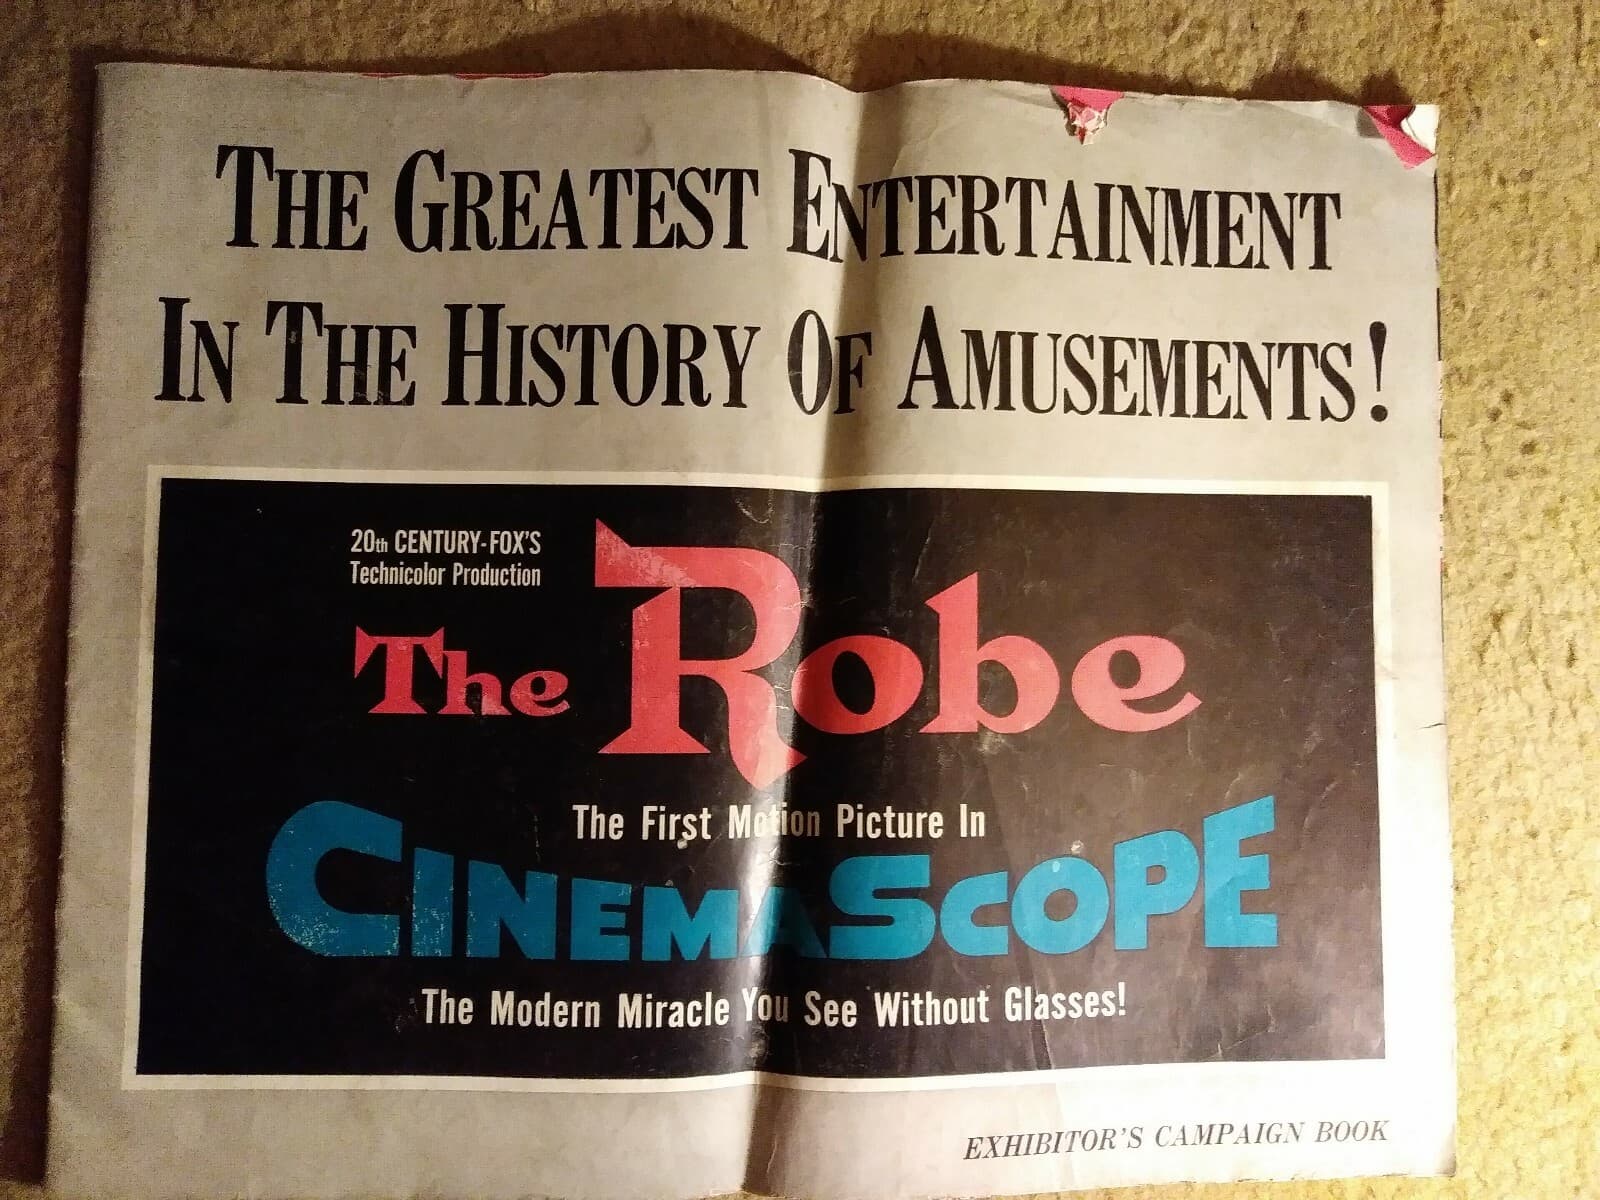 THE GREATEST ENTERTAINMENT
IN THE HISTORY OF AMUSEMENTS!
20th CENTURY-FOX'S
Technicolor Production
The Robe
The First Motion Picture In
CINEMASCOPE
The Modern Miracle You See Without Glasses!
EXHIBITOR'S CAMPAIGN BOOK